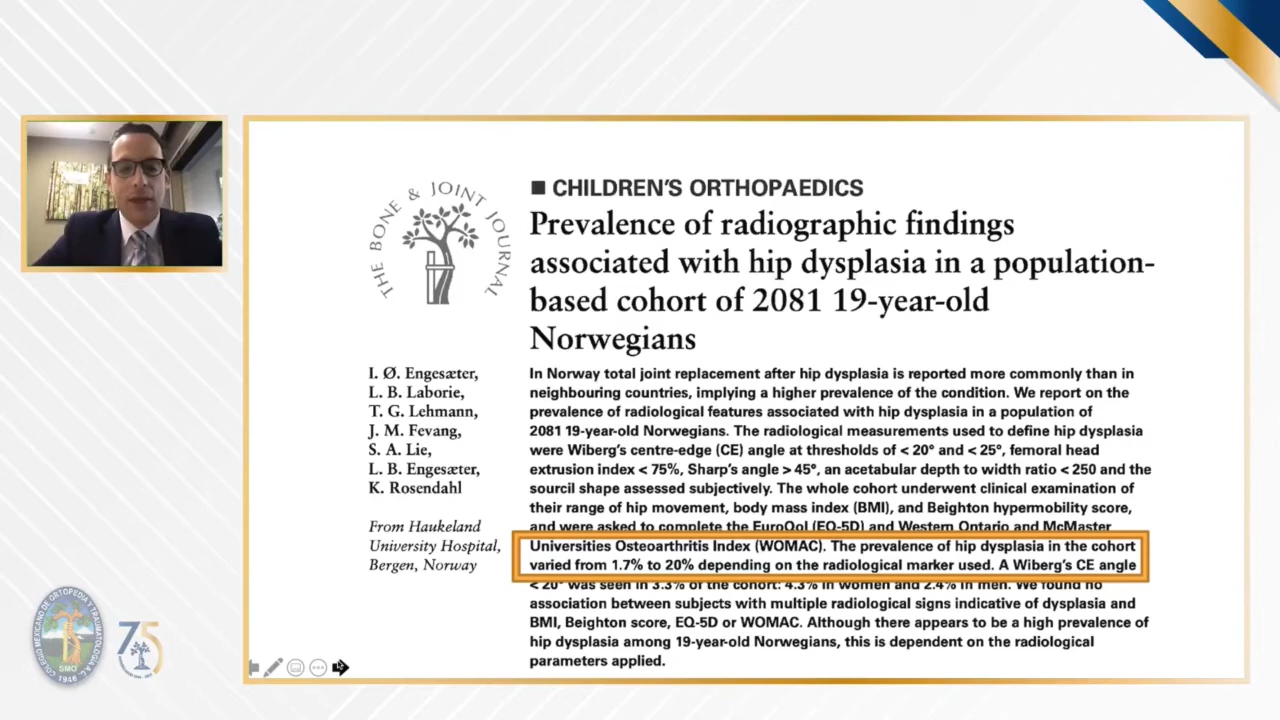 THE BONE & JOINT JOURNAL
■ CHILDREN'S ORTHOPAEDICS
Prevalence of radiographic findings
associated with hip dysplasia in a population-
based cohort of 2081 19-year-old
Norwegians
I. Ø. Engesæter,
L. B. Laborie,
T. G. Lehmann,
J. M. Fevang,
S. A. Lie,
L. B. Engesæter,
K. Rosendahl
From Haukeland
University Hospital,
Bergen, Norway
In Norway total joint replacement after hip dysplasia is reported more commonly than in
neighbouring countries, implying a higher prevalence of the condition. We report on the
prevalence of radiological features associated with hip dysplasia in a population of
2081 19-year-old Norwegians. The radiological measurements used to define hip dysplasia
were Wiberg's centre-edge (CE) angle at thresholds of < 20° and < 25°, femoral head
extrusion index < 75%, Sharp's angle > 45°, an acetabular depth to width ratio < 250 and the
sourcil shape assessed subjectively. The whole cohort underwent clinical examination of
their range of hip movement, body mass index (BMI), and Beighton hypermobility score,
and were asked to complete the EuroQol (EQ-5D) and Western Ontario and McMaster
Universities Osteoarthritis Index (WOMAC). The prevalence of hip dysplasia in the cohort
varied from 1.7% to 20% depending on the radiological marker used. A Wiberg's CE angle
< 20° was seen in 3.3% of the cohort: 4.3% in women and 2.4% in men. We found no
association between subjects with multiple radiological signs indicative of dysplasia and
BMI, Beighton score, EQ-5D or WOMAC. Although there appears to be a high prevalence of
hip dysplasia among 19-year-old Norwegians, this is dependent on the radiological
parameters applied.
COLEGIO MEXICANO DE ORTOPEDIA Y TRAUMATOLOGIA A.C.
SMO
1946
75